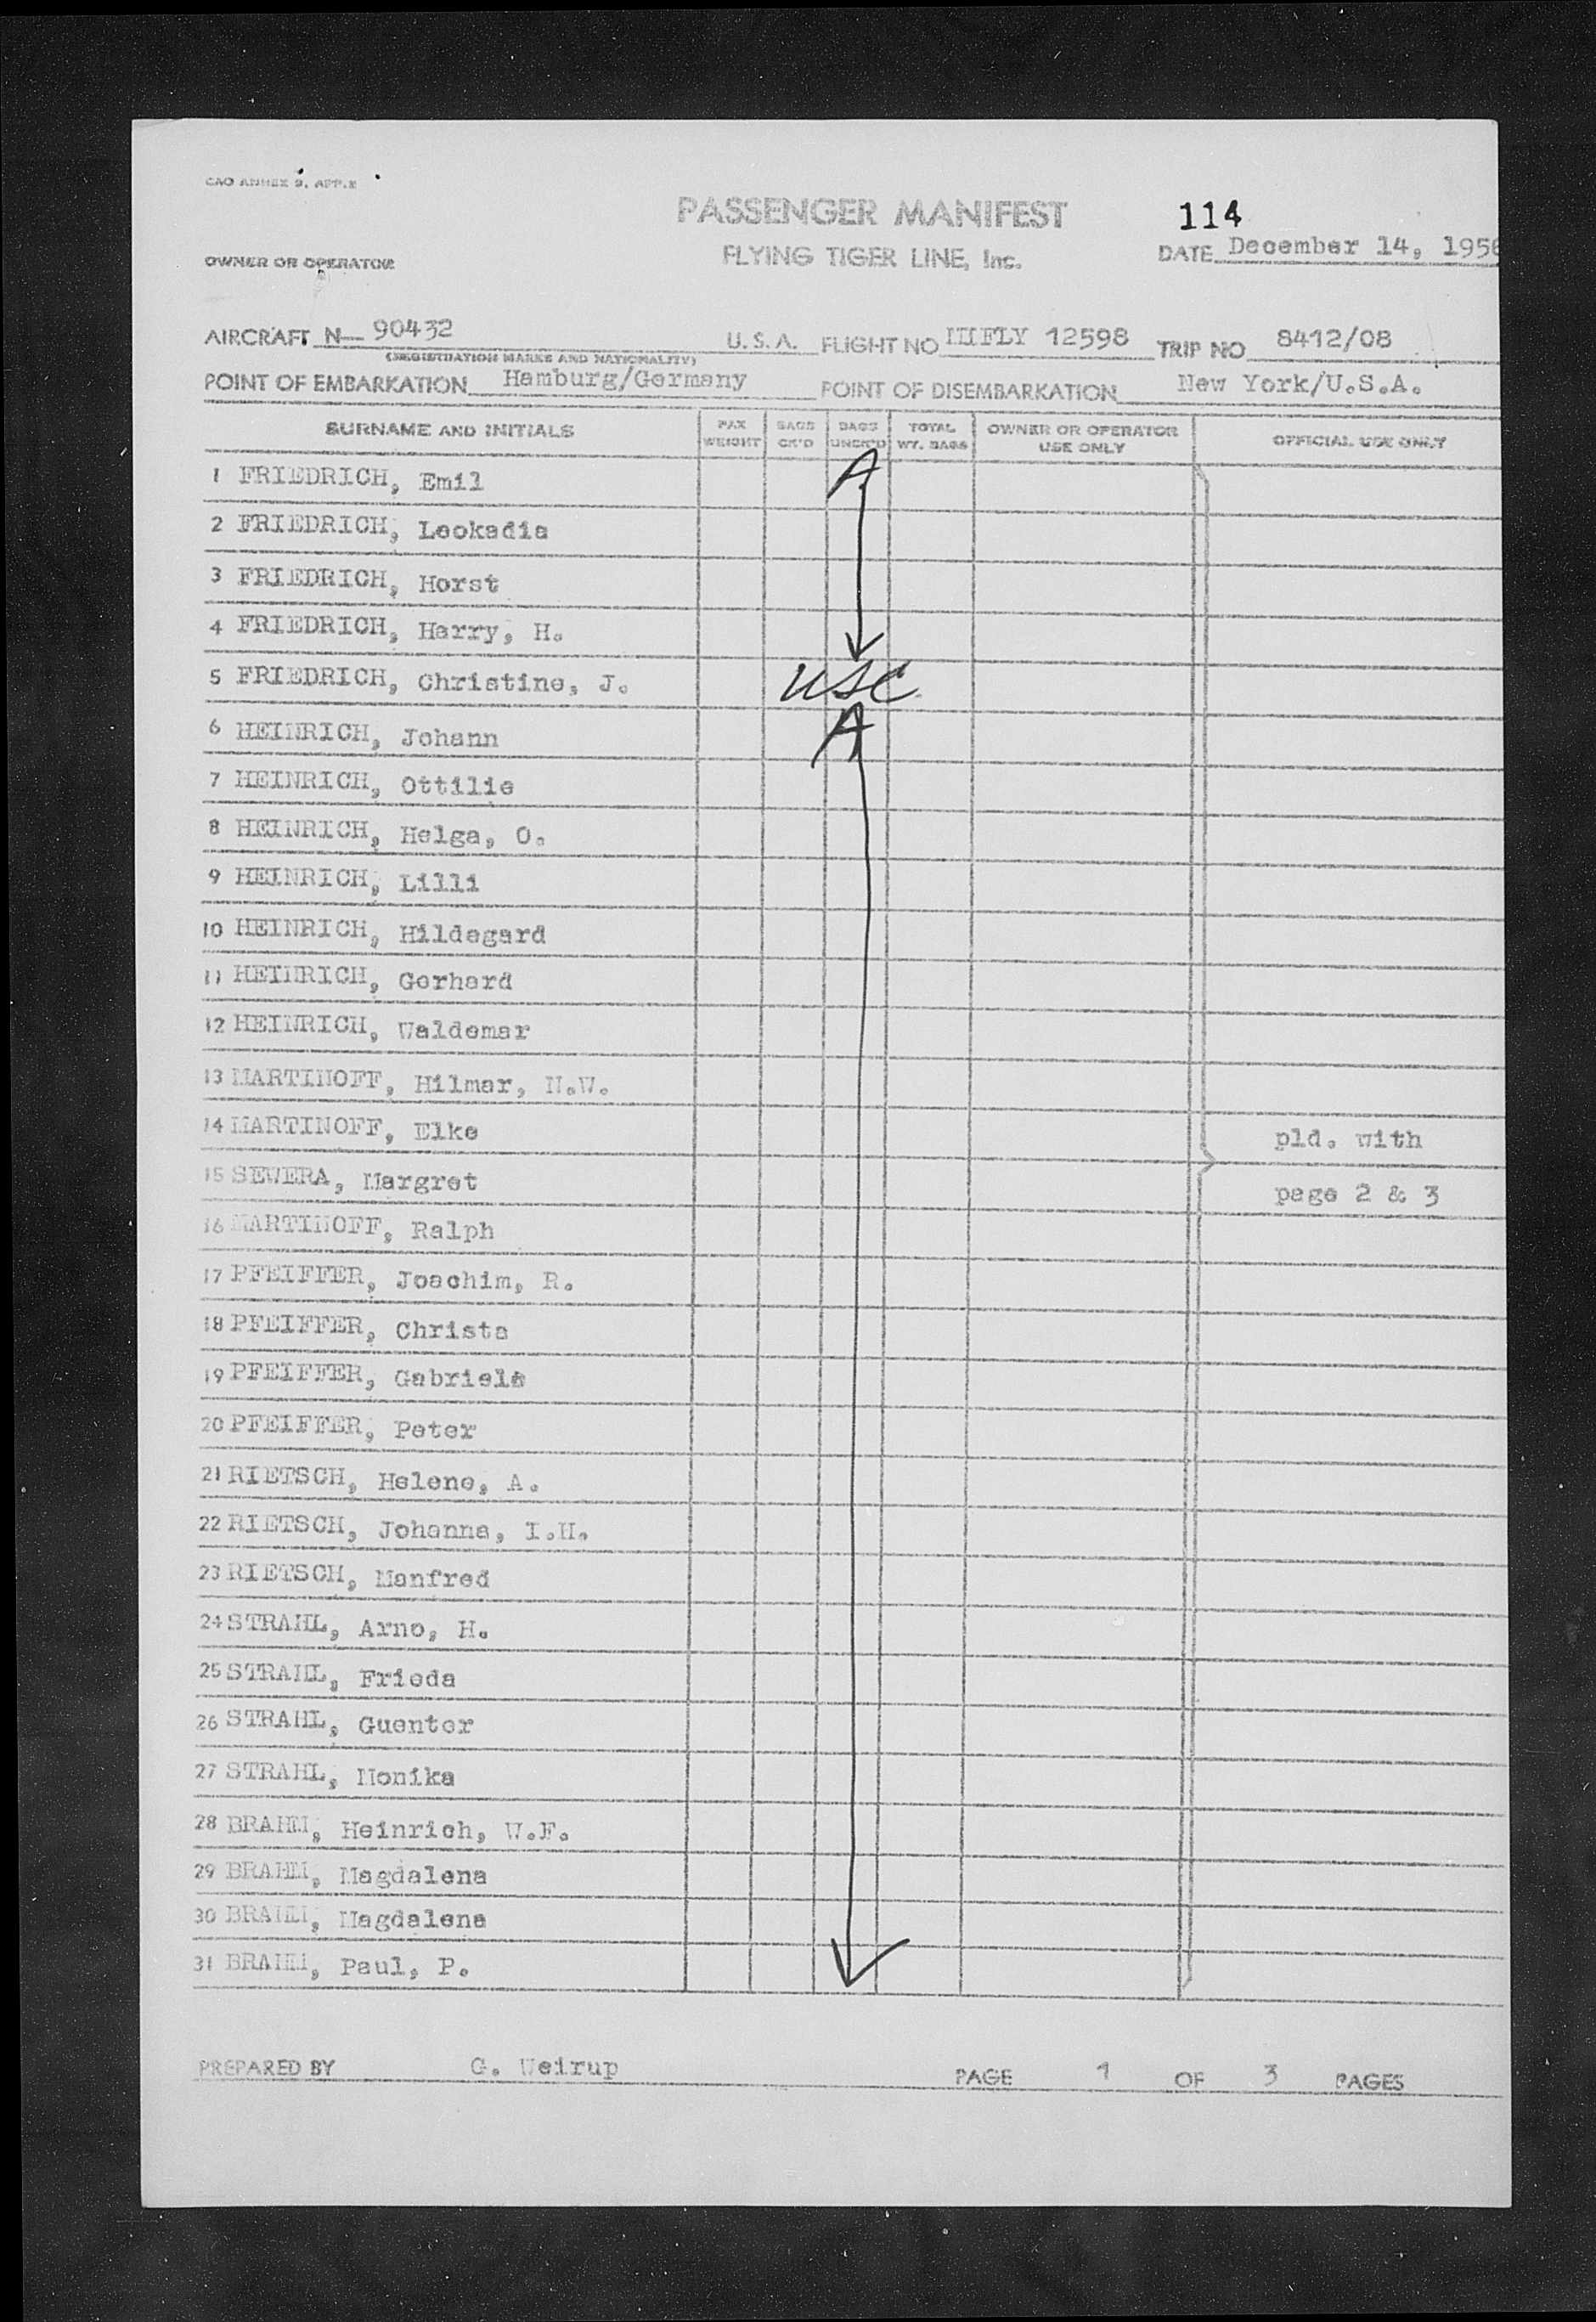 CAO ANNEX 9, APP.
PASSENGER MANIFEST
114
OWNER OR OPERATOR
FLYING TIGER LINE, Inc.
DATE December 14, 1956
AIRCRAFT N— 90432 U.S.A. FLIGHT NO FLY 12598 TRIP NO 8412/08
(REGISTRATION MARKS AND NATIONALITY)
POINT OF EMBARKATION Hamburg/Germany POINT OF DISEMBARKATION New York/U.S.A.
SURNAME AND INITIALS PAX WEIGHT BAGS CK'D BAGS UNCK'D TOTAL WT. BAGS OWNER OR OPERATOR USE ONLY OFFICIAL USE ONLY
1 FRIEDRICH, Emil A
2 FRIEDRICH, Leokadia
3 FRIEDRICH, Horst
4 FRIEDRICH, Harry, H.
5 FRIEDRICH, Christine, J. USC
6 HEINRICH, Johann A
7 HEINRICH, Ottilie
8 HEINRICH, Helga, O.
9 HEINRICH, Lilli
10 HEINRICH, Hildegard
11 HEINRICH, Gerhard
12 HEINRICH, Waldemar
13 MARTINOFF, Hilmar, N.W.
14 MARTINOFF, Elke pld. with
15 SEWERA, Margret page 2 & 3
16 MARTINOFF, Ralph
17 PFEIFFER, Joachim, R.
18 PFEIFFER, Christa
19 PFEIFFER, Gabriele
20 PFEIFFER, Peter
21 RIETSCH, Helene, A.
22 RIETSCH, Johanna, I.H.
23 RIETSCH, Manfred
24 STRAHL, Arno, H.
25 STRAHL, Frieda
26 STRAHL, Guenter
27 STRAHL, Monika
28 BRAHM, Heinrich, W.F.
29 BRAHM, Magdalena
30 BRAHM, Magdalena
31 BRAHM, Paul, P.
PREPARED BY G. Weirup PAGE 1 OF 3 PAGES